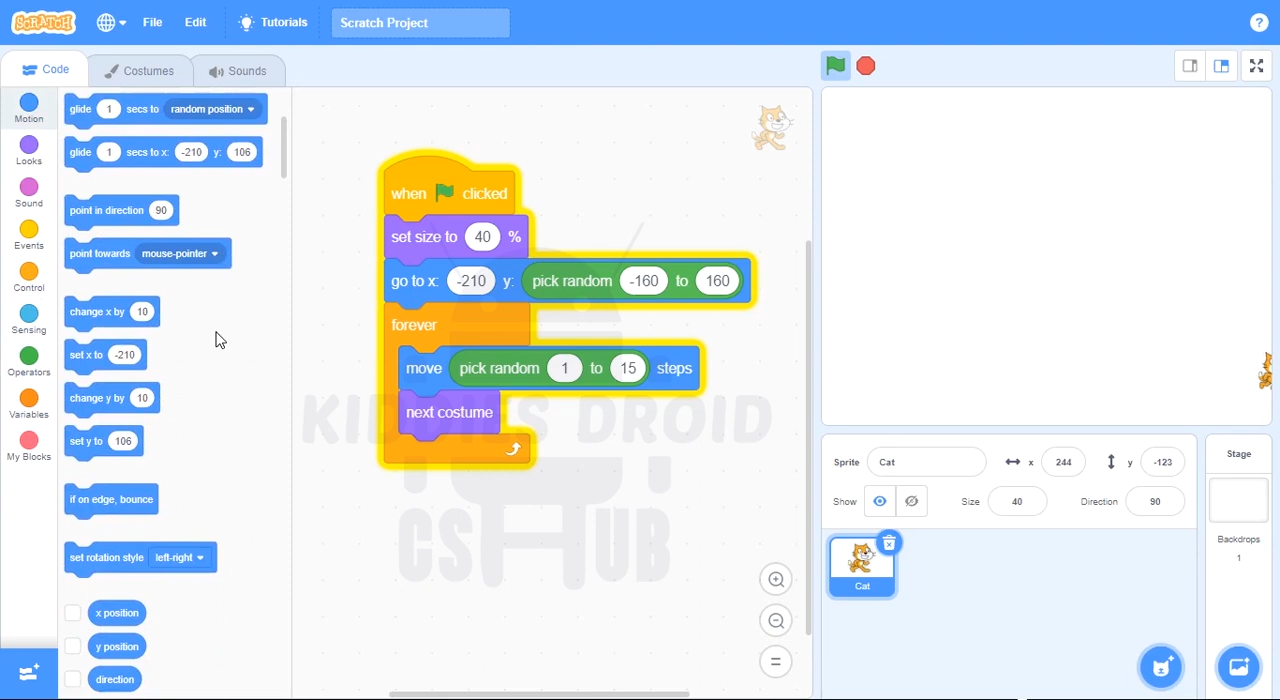 SCRATCH File Edit Tutorials Scratch Project ?
Code Costumes Sounds
Motion
Looks
Sound
Events
Control
Sensing
Operators
Variables
My Blocks
glide 1 secs to random position
glide 1 secs to x: -210 y: 106
point in direction 90
point towards mouse-pointer
change x by 10
set x to -210
change y by 10
set y to 106
if on edge, bounce
set rotation style left-right
x position
y position
direction
when clicked
set size to 40 %
go to x: -210 y: pick random -160 to 160
forever
move pick random 1 to 15 steps
next costume
KIDDIES DROID
CSHUB
Sprite Cat x 244 y -123
Show Size 40 Direction 90
Cat
Stage
Backdrops
1